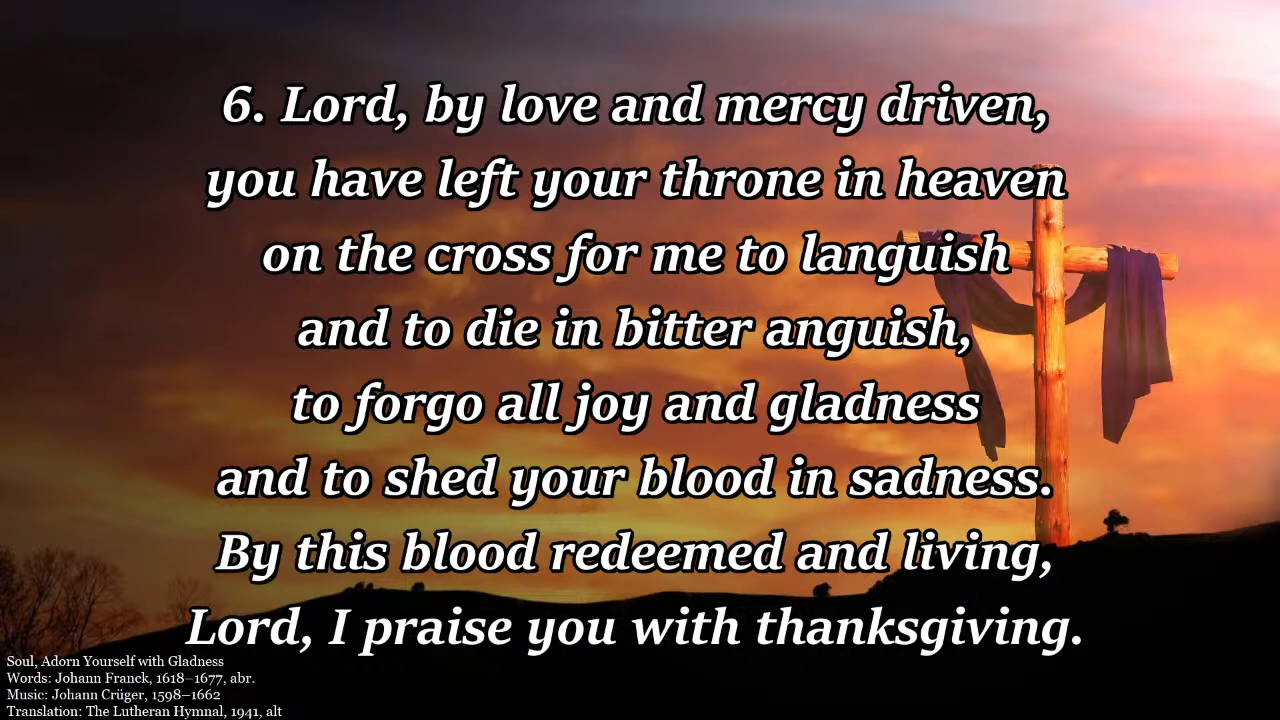 6. Lord, by love and mercy driven,
you have left your throne in heaven
on the cross for me to languish
and to die in bitter anguish,
to forgo all joy and gladness
and to shed your blood in sadness.
By this blood redeemed and living,
Lord, I praise you with thanksgiving.
Soul, Adorn Yourself with Gladness
Words: Johann Franck, 1618–1677, abr.
Music: Johann Crüger, 1598–1662
Translation: The Lutheran Hymnal, 1941, alt